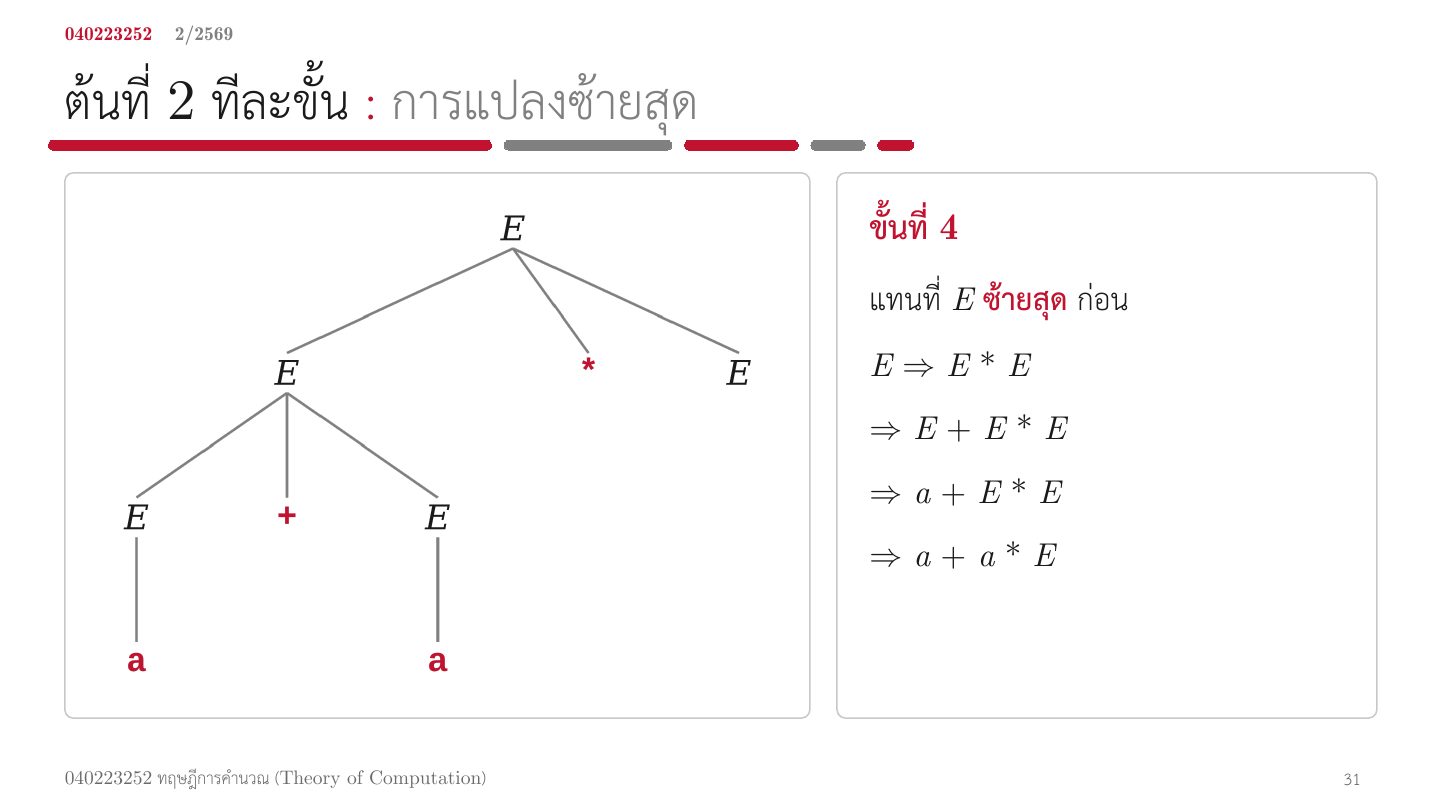 040223252 2/2569
ต้นที่ 2 ทีละขั้น : การแปลงซ้ายสุด
E
E * E
E + E
a a
ขั้นที่ 4
แทนที่ E ซ้ายสุด ก่อน
E ⇒ E * E
⇒ E + E * E
⇒ a + E * E
⇒ a + a * E
040223252 ทฤษฎีการคำนวณ (Theory of Computation)
31